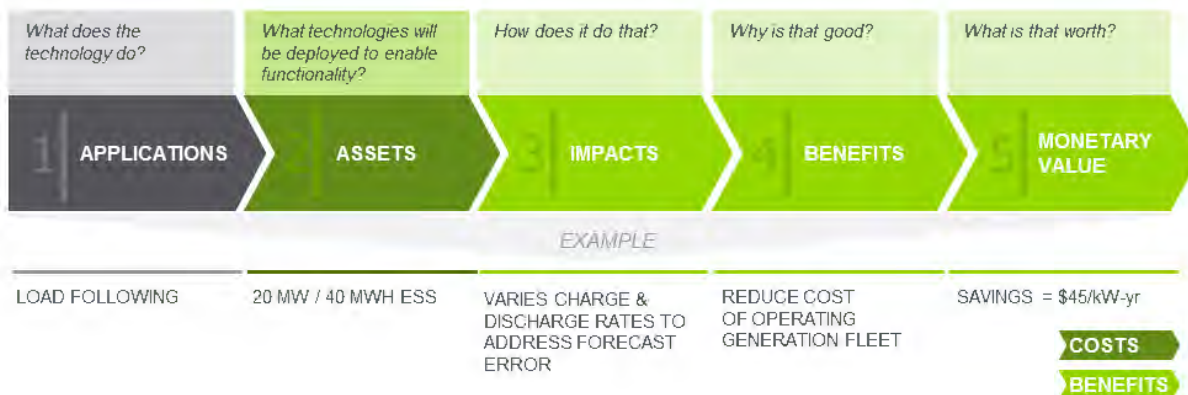 What does the
technology do?
What technologies will
be deployed to enable
functionality?
How does it do that?
Why is that good?
What is that worth?
1
APPLICATIONS
2
ASSETS
3
IMPACTS
4
BENEFITS
5
MONETARY
VALUE
EXAMPLE
LOAD FOLLOWING
20 MW / 40 MWH ESS
VARIES CHARGE &
DISCHARGE RATES TO
ADDRESS FORECAST
ERROR
REDUCE COST
OF OPERATING
GENERATION FLEET
SAVINGS = $45/kW-yr
COSTS
BENEFITS